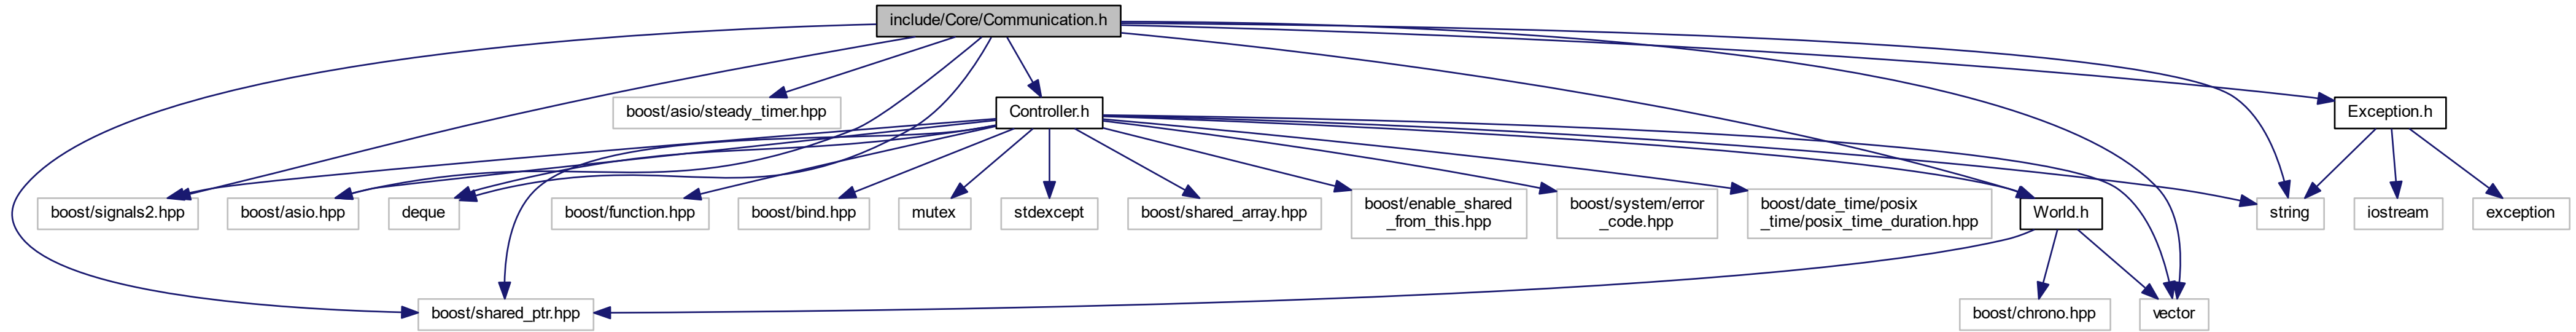 include/Core/Communication.h
boost/asio/steady_timer.hpp
Controller.h
Exception.h
boost/signals2.hpp
boost/asio.hpp
deque
boost/function.hpp
boost/bind.hpp
mutex
stdexcept
boost/shared_array.hpp
boost/enable_shared
_from_this.hpp
boost/system/error
_code.hpp
boost/date_time/posix
_time/posix_time_duration.hpp
World.h
string
iostream
exception
boost/shared_ptr.hpp
boost/chrono.hpp
vector